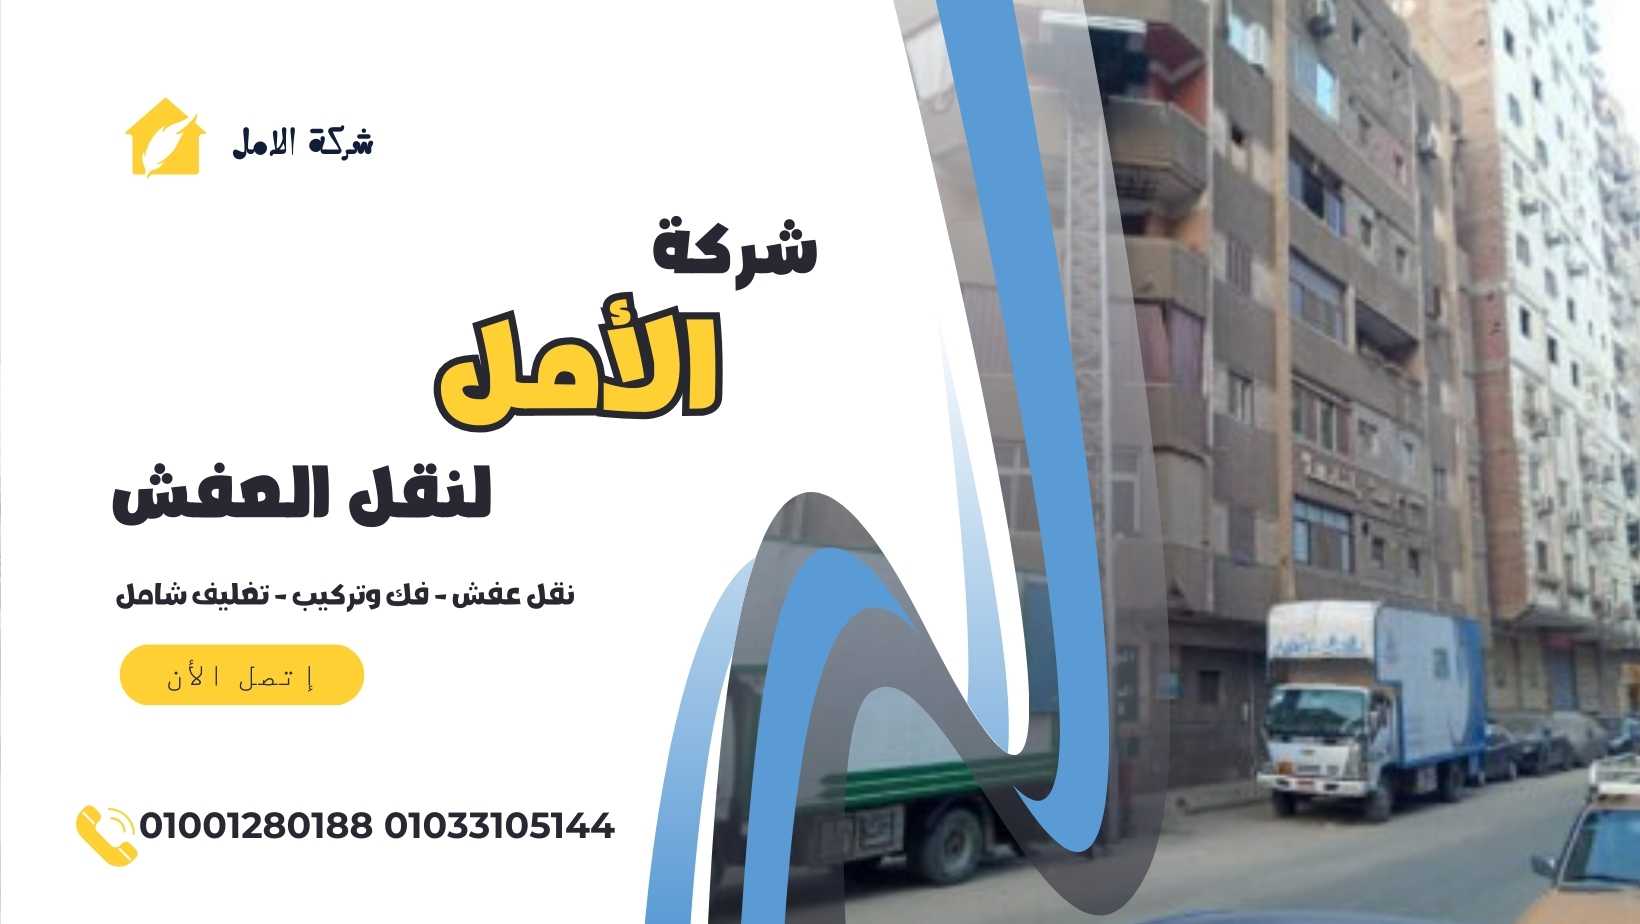 شركة الامل
شركة
الأمل
لنقل العفش
نقل عفش - فك وتركيب - تغليف شامل
إتصل الأن
01001280188 01033105144